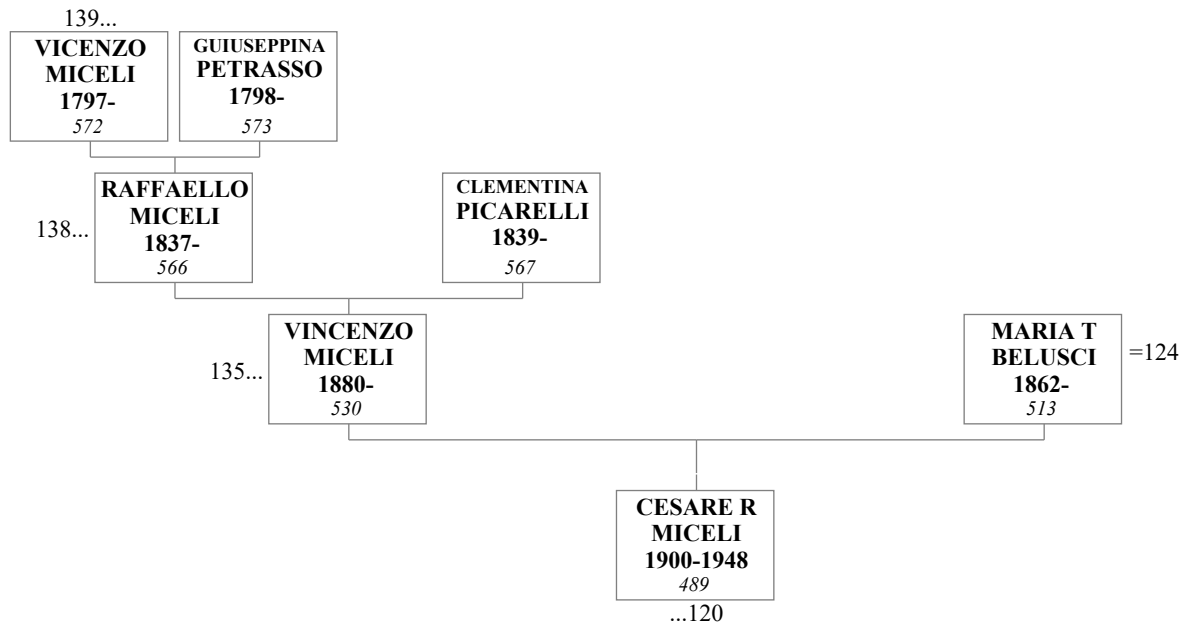 139...
VICENZO
MICELI
1797-
572
GUIUSEPPINA
PETRASSO
1798-
573
138...
RAFFAELLO
MICELI
1837-
566
CLEMENTINA
PICARELLI
1839-
567
135...
VINCENZO
MICELI
1880-
530
MARIA T
BELUSCI
1862-
513
=124
CESARE R
MICELI
1900-1948
489
...120